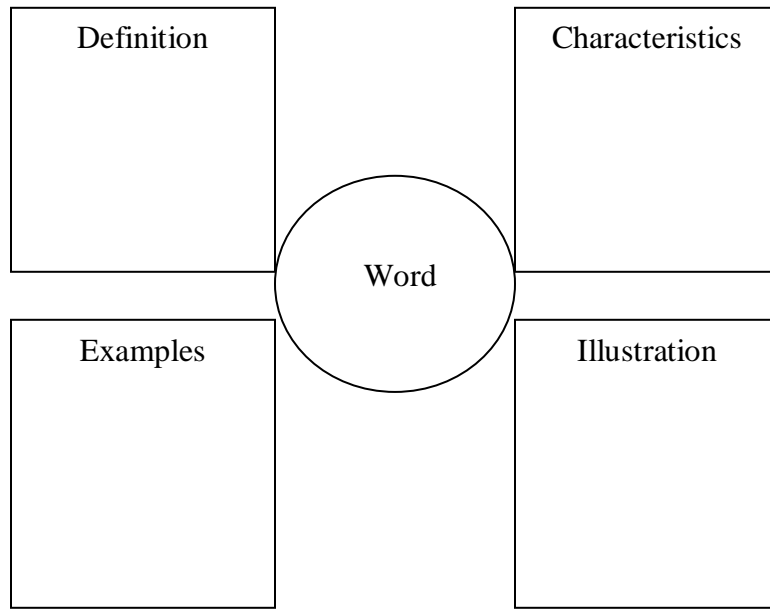 Definition
Characteristics
Word
Examples
Illustration